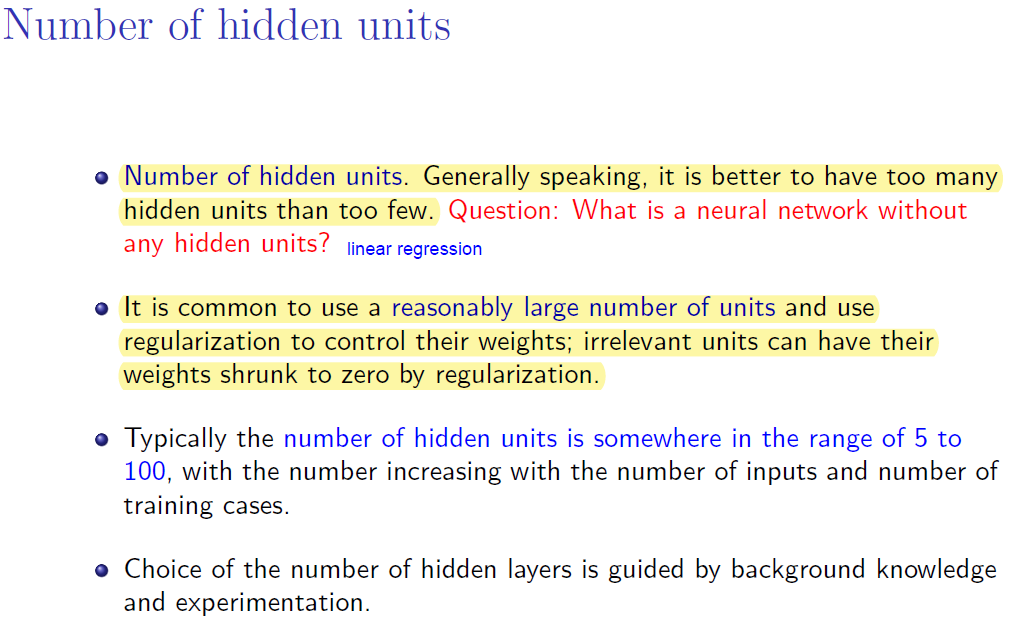 Number of hidden units
Number of hidden units. Generally speaking, it is better to have too many
hidden units than too few. Question: What is a neural network without
any hidden units? linear regression
It is common to use a reasonably large number of units and use
regularization to control their weights; irrelevant units can have their
weights shrunk to zero by regularization.
Typically the number of hidden units is somewhere in the range of 5 to
100, with the number increasing with the number of inputs and number of
training cases.
Choice of the number of hidden layers is guided by background knowledge
and experimentation.